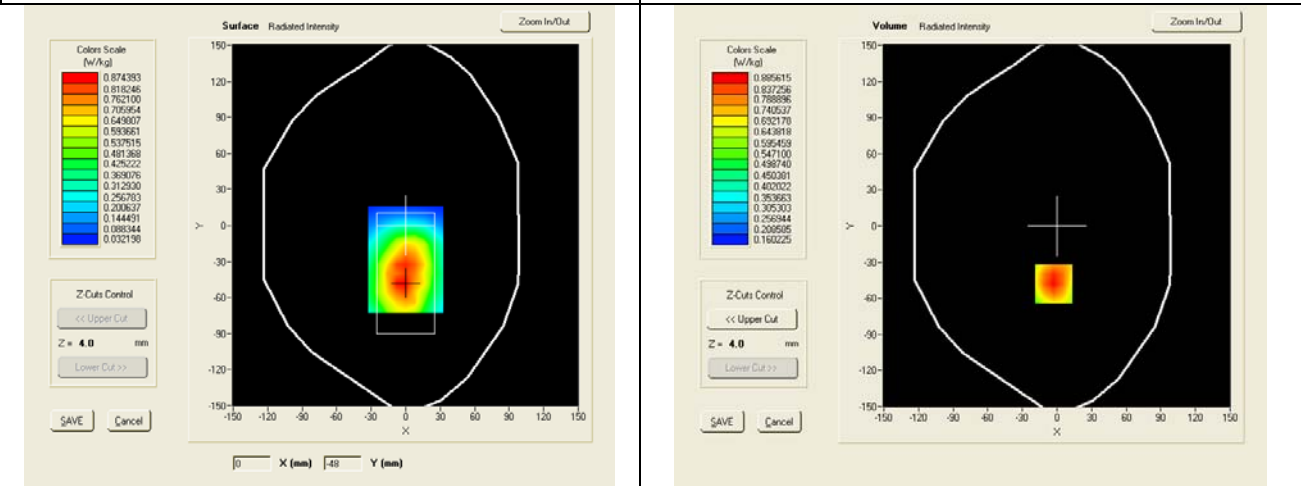 Surface Radiated Intensity
Zoom In/Out
Colors Scale
(W/kg)
0.874393
0.818246
0.762100
0.705954
0.649807
0.593661
0.537515
0.481368
0.425222
0.369076
0.312930
0.256783
0.200637
0.144491
0.088344
0.032198
Z-Cuts Control
<< Upper Cut
Z = 4.0 mm
Lower Cut >>
SAVE Cancel
150
120
90
60
30
0
-30
-60
-90
-120
-150
Y
-150 -120 -90 -60 -30 0 30 60 90 120 150
X
0 X (mm) -48 Y (mm)
Volume Radiated Intensity
Zoom In/Out
Colors Scale
(W/kg)
0.885615
0.837256
0.788896
0.740537
0.692178
0.643818
0.595459
0.547100
0.498740
0.450381
0.402022
0.353663
0.305303
0.256944
0.208585
0.160225
Z-Cuts Control
<< Upper Cut
Z = 4.0 mm
Lower Cut >>
SAVE Cancel
150
120
90
60
30
0
-30
-60
-90
-120
-150
Y
-150 -120 -90 -60 -30 0 30 60 90 120 150
X